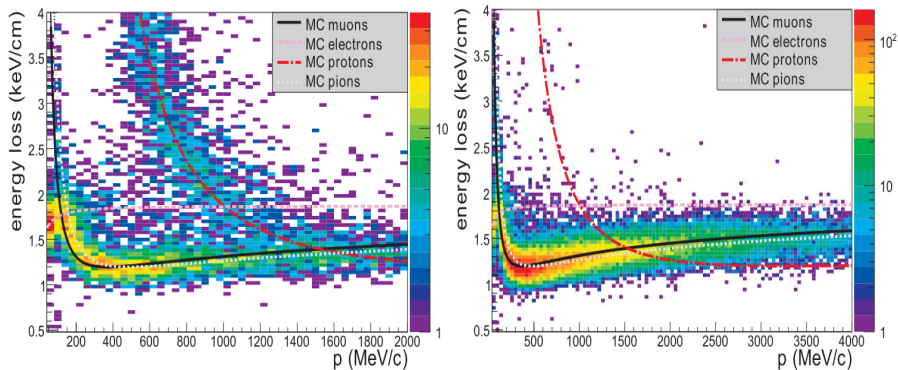 energy loss (keV/cm)
4
3.5
3
2.5
2
1.5
1
0.5
MC muons
MC electrons
MC protons
MC pions
10
1
200 400 600 800 1000 1200 1400 1600 1800 2000
p (MeV/c)
energy loss (keV/cm)
4
3.5
3
2.5
2
1.5
1
0.5
MC muons
MC electrons
MC protons
MC pions
10²
10
1
500 1000 1500 2000 2500 3000 3500 4000
p (MeV/c)